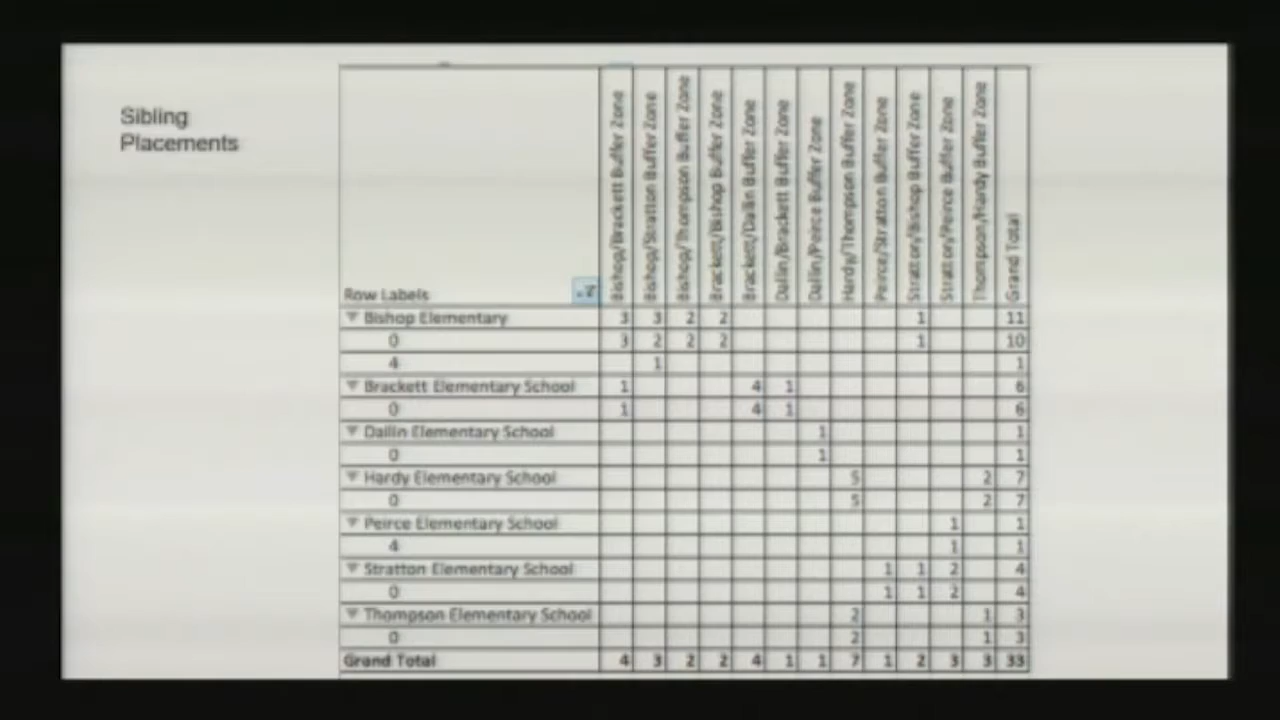 Sibling
Placements
Row Labels Bishop/Brackett Buffer Zone Bishop/Stratton Buffer Zone Bishop/Thompson Buffer Zone Brackett/Bishop Buffer Zone Brackett/Dallin Buffer Zone Dallin/Brackett Buffer Zone Dallin/Peirce Buffer Zone Hardy/Thompson Buffer Zone Peirce/Stratton Buffer Zone Stratton/Bishop Buffer Zone Stratton/Peirce Buffer Zone Thompson/Hardy Buffer Zone Grand Total
Bishop Elementary 3 3 2 2 1 11
0 3 2 2 2 1 10
4 1 1
Brackett Elementary School 1 4 1 6
0 1 4 1 6
Dallin Elementary School 1 1
0 1 1
Hardy Elementary School 5 2 7
0 5 2 7
Peirce Elementary School 1 1
4 1 1
Stratton Elementary School 1 1 2 4
0 1 1 2 4
Thompson Elementary School 2 1 3
0 2 1 3
Grand Total 4 3 2 2 4 1 1 7 1 2 3 3 33